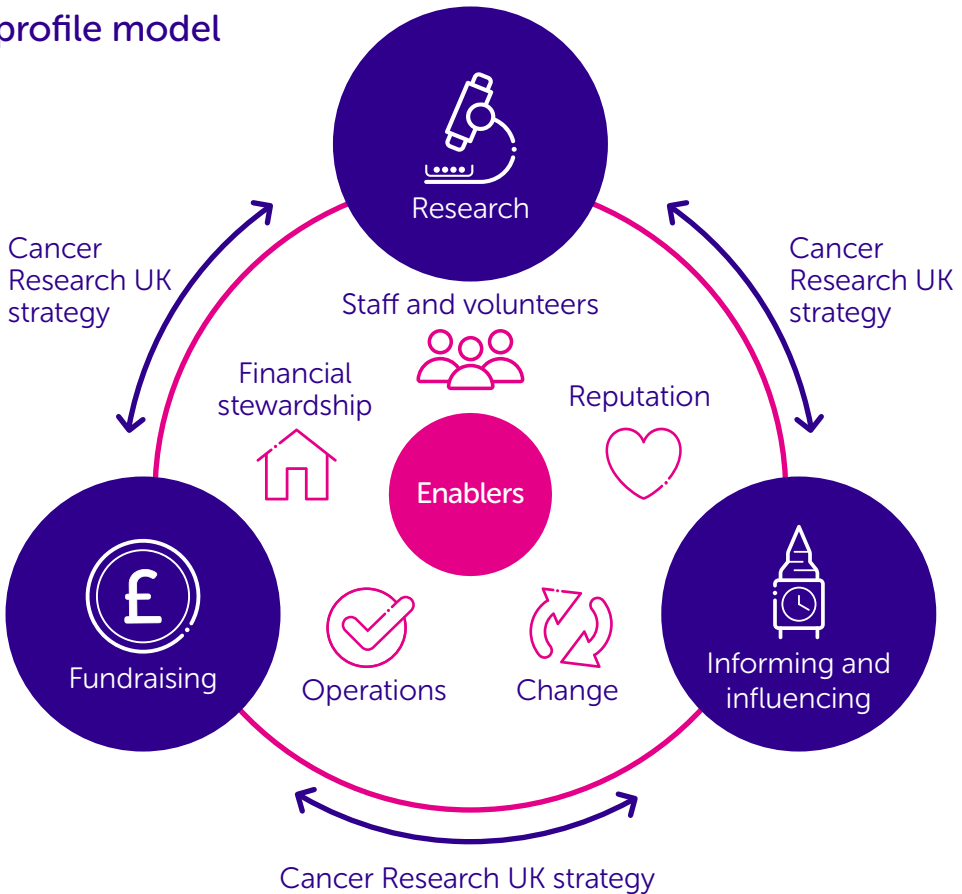 profile model
Research
Cancer
Research UK
strategy
Cancer
Research UK
strategy
Staff and volunteers
Financial
stewardship
Reputation
Enablers
£
Fundraising
Operations
Change
Informing and
influencing
Cancer Research UK strategy